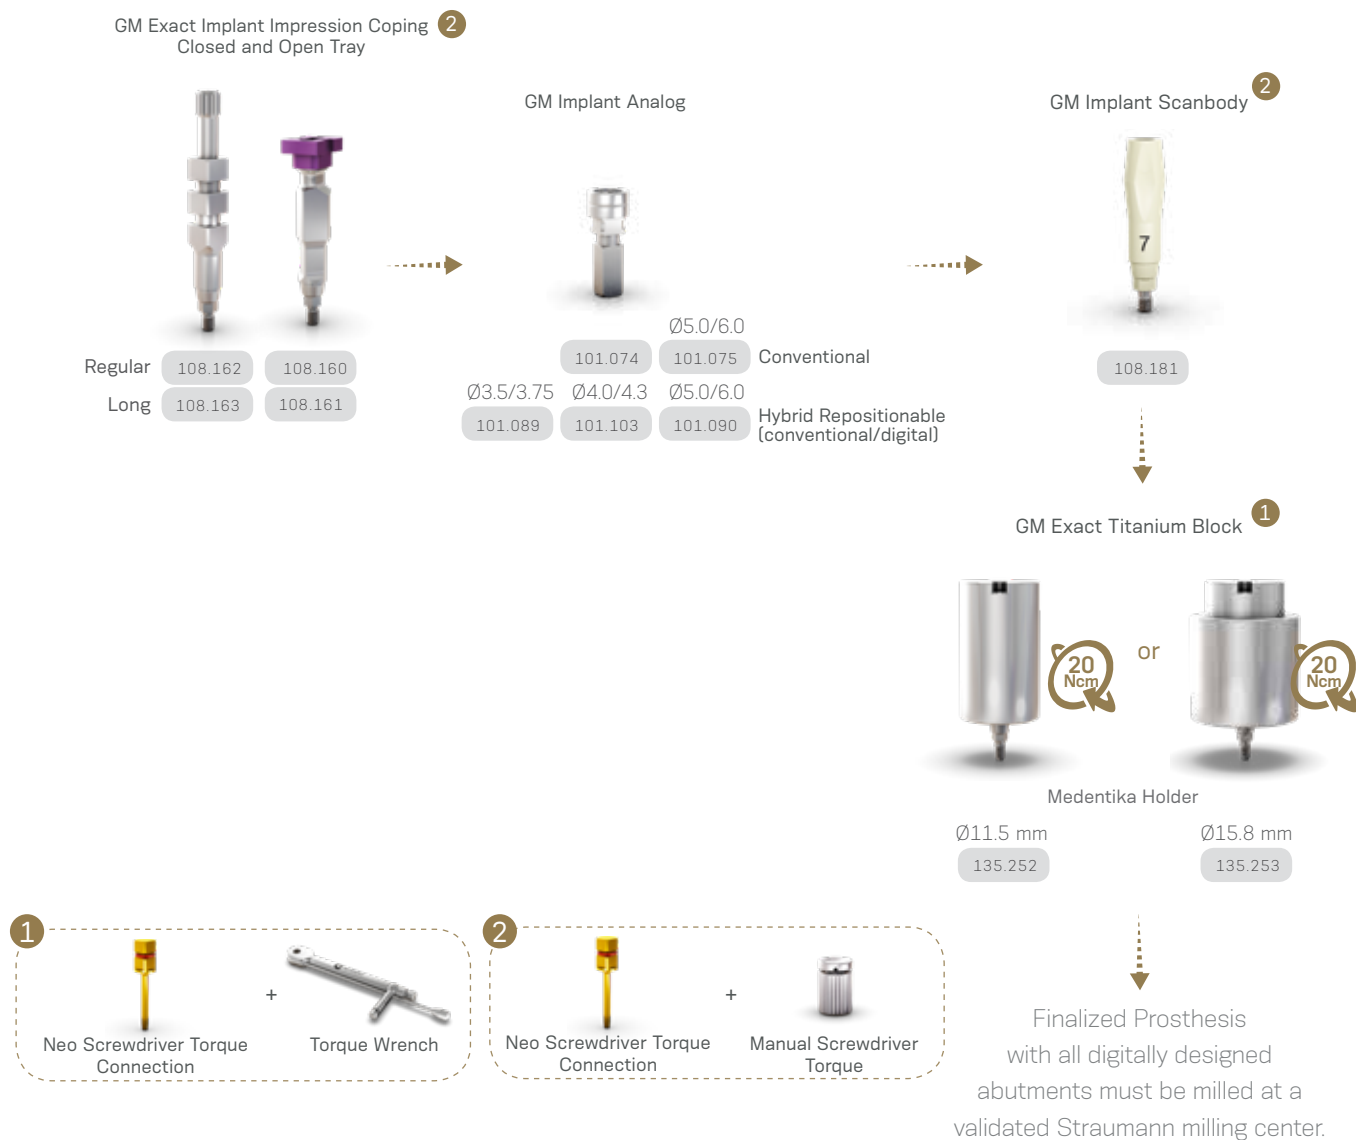 GM Exact Implant Impression Coping 2
Closed and Open Tray
GM Implant Analog
GM Implant Scanbody 2
7
Regular 108.162 108.160
Long 108.163 108.161
Ø5.0/6.0
101.074 101.075 Conventional
Ø3.5/3.75 Ø4.0/4.3 Ø5.0/6.0
101.089 101.103 101.090 Hybrid Repositionable
(conventional/digital)
108.181
GM Exact Titanium Block 1
20
Ncm
or
20
Ncm
Medentika Holder
Ø11.5 mm Ø15.8 mm
135.252 135.253
1
Neo Screwdriver Torque
Connection
+
Torque Wrench
2
Neo Screwdriver Torque
Connection
+
Manual Screwdriver
Torque
Finalized Prosthesis
with all digitally designed
abutments must be milled at a
validated Straumann milling center.